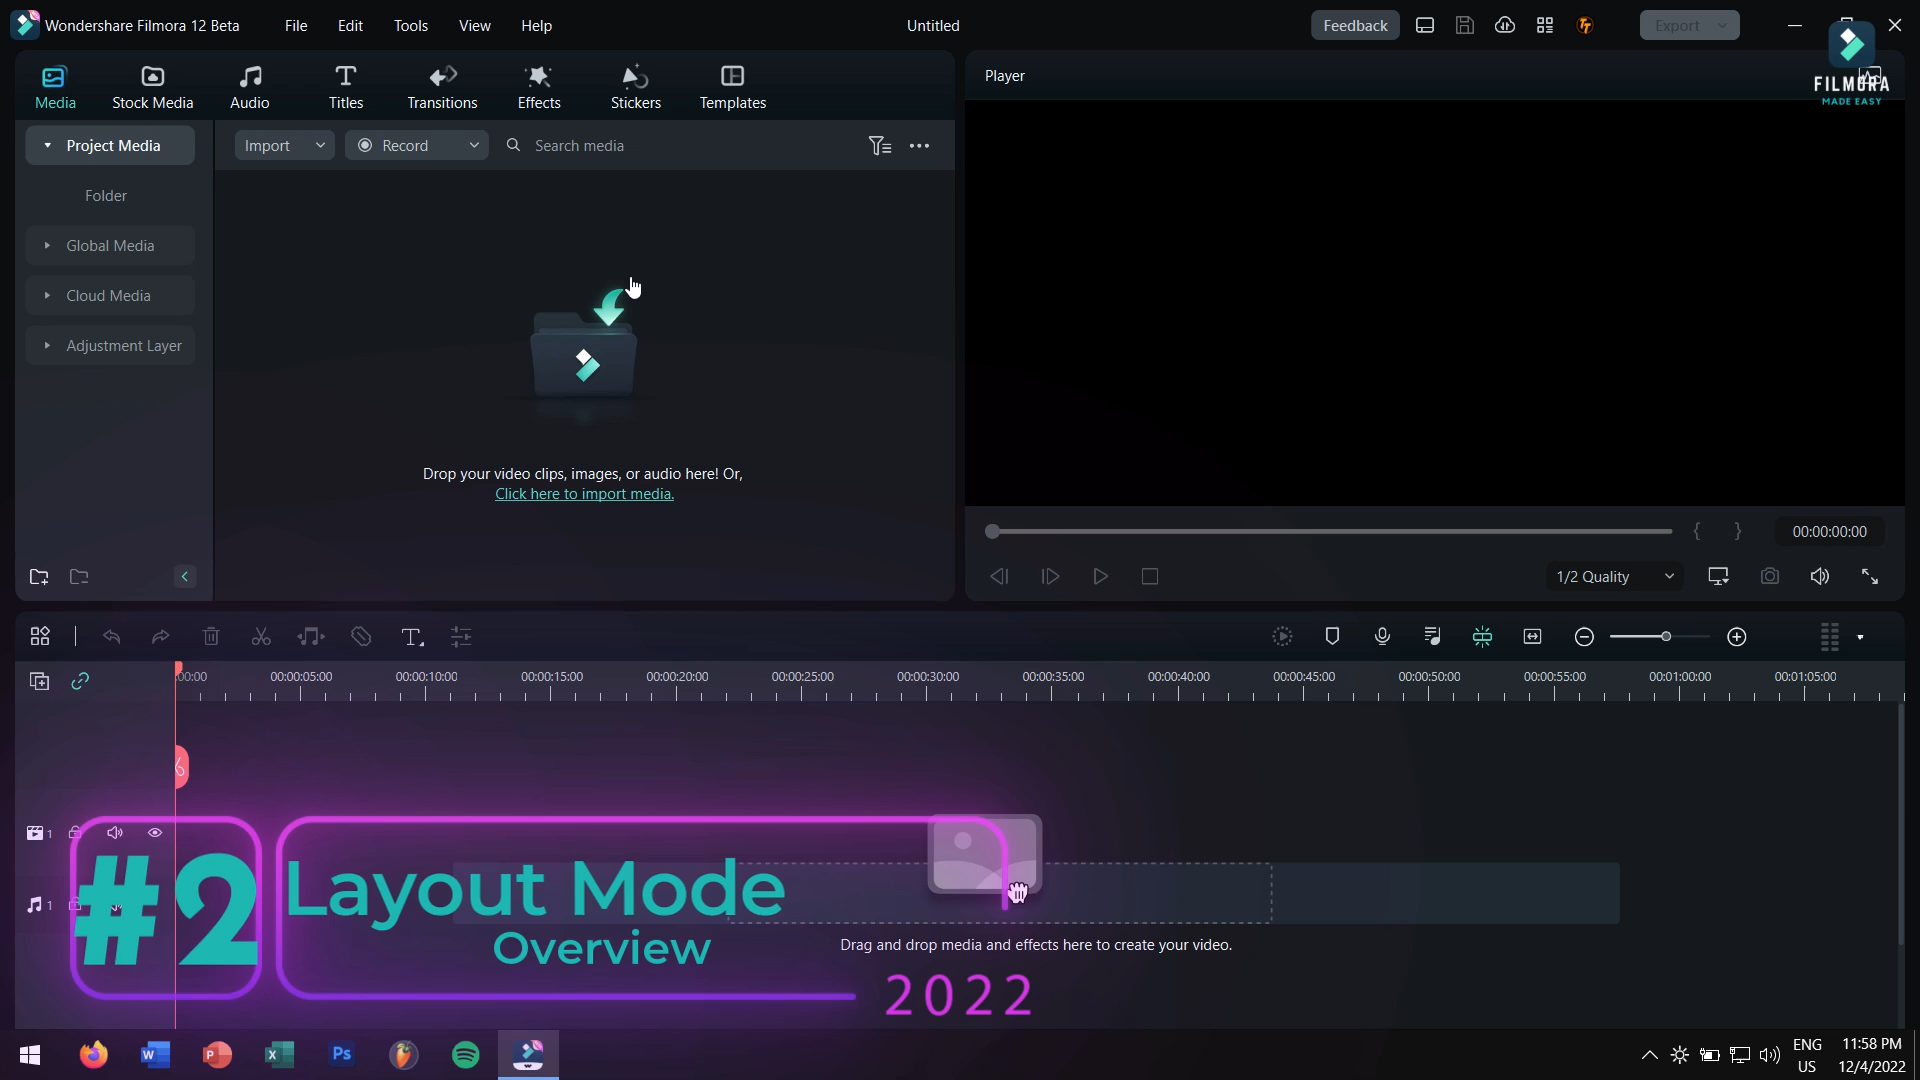 Wondershare Filmora 12 Beta
File
Edit
Tools
View
Help
Untitled
Feedback
Export
FILMORA
MADE EASY
Media
Stock Media
Audio
Titles
Transitions
Effects
Stickers
Templates
Player
Project Media
Import
Record
Search media
Folder
Global Media
Cloud Media
Adjustment Layer
Drop your video clips, images, or audio here! Or,
Click here to import media.
00:00:00:00
1/2 Quality
:00:00
00:00:05:00
00:00:10:00
00:00:15:00
00:00:20:00
00:00:25:00
00:00:30:00
00:00:35:00
00:00:40:00
00:00:45:00
00:00:50:00
00:00:55:00
00:01:00:00
00:01:05:00
1
1
#2
Layout Mode
Overview
2022
Drag and drop media and effects here to create your video.
W
P
X
Ps
ENG
US
11:58 PM
12/4/2022